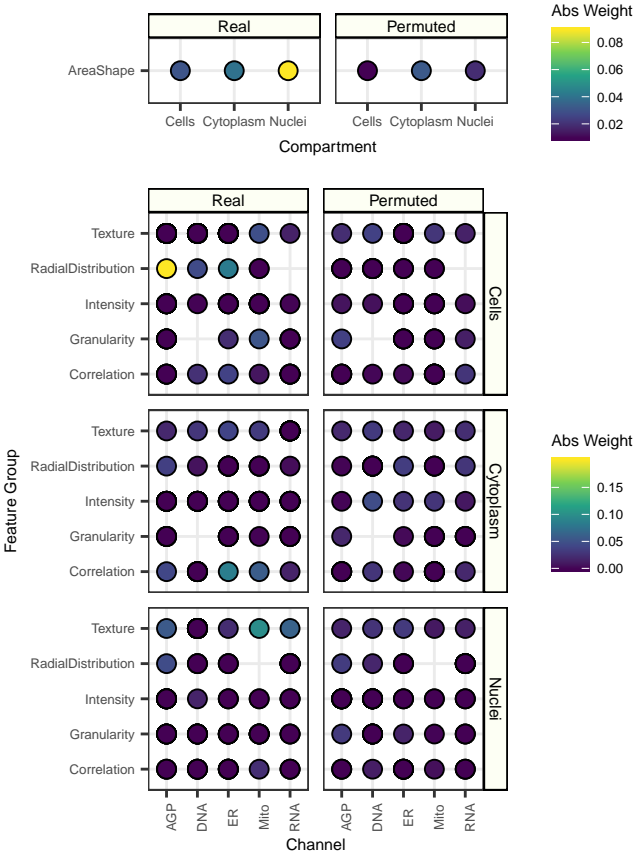 Real
Permuted
AreaShape
Cells
Cytoplasm
Nuclei
Cells
Cytoplasm
Nuclei
Compartment
Abs Weight
0.08
0.06
0.04
0.02
Real
Permuted
Feature Group
Texture
RadialDistribution
Intensity
Granularity
Correlation
Cells
Texture
RadialDistribution
Intensity
Granularity
Correlation
Cytoplasm
Texture
RadialDistribution
Intensity
Granularity
Correlation
Nuclei
AGP
DNA
ER
Mito
RNA
AGP
DNA
ER
Mito
RNA
Channel
Abs Weight
0.15
0.10
0.05
0.00